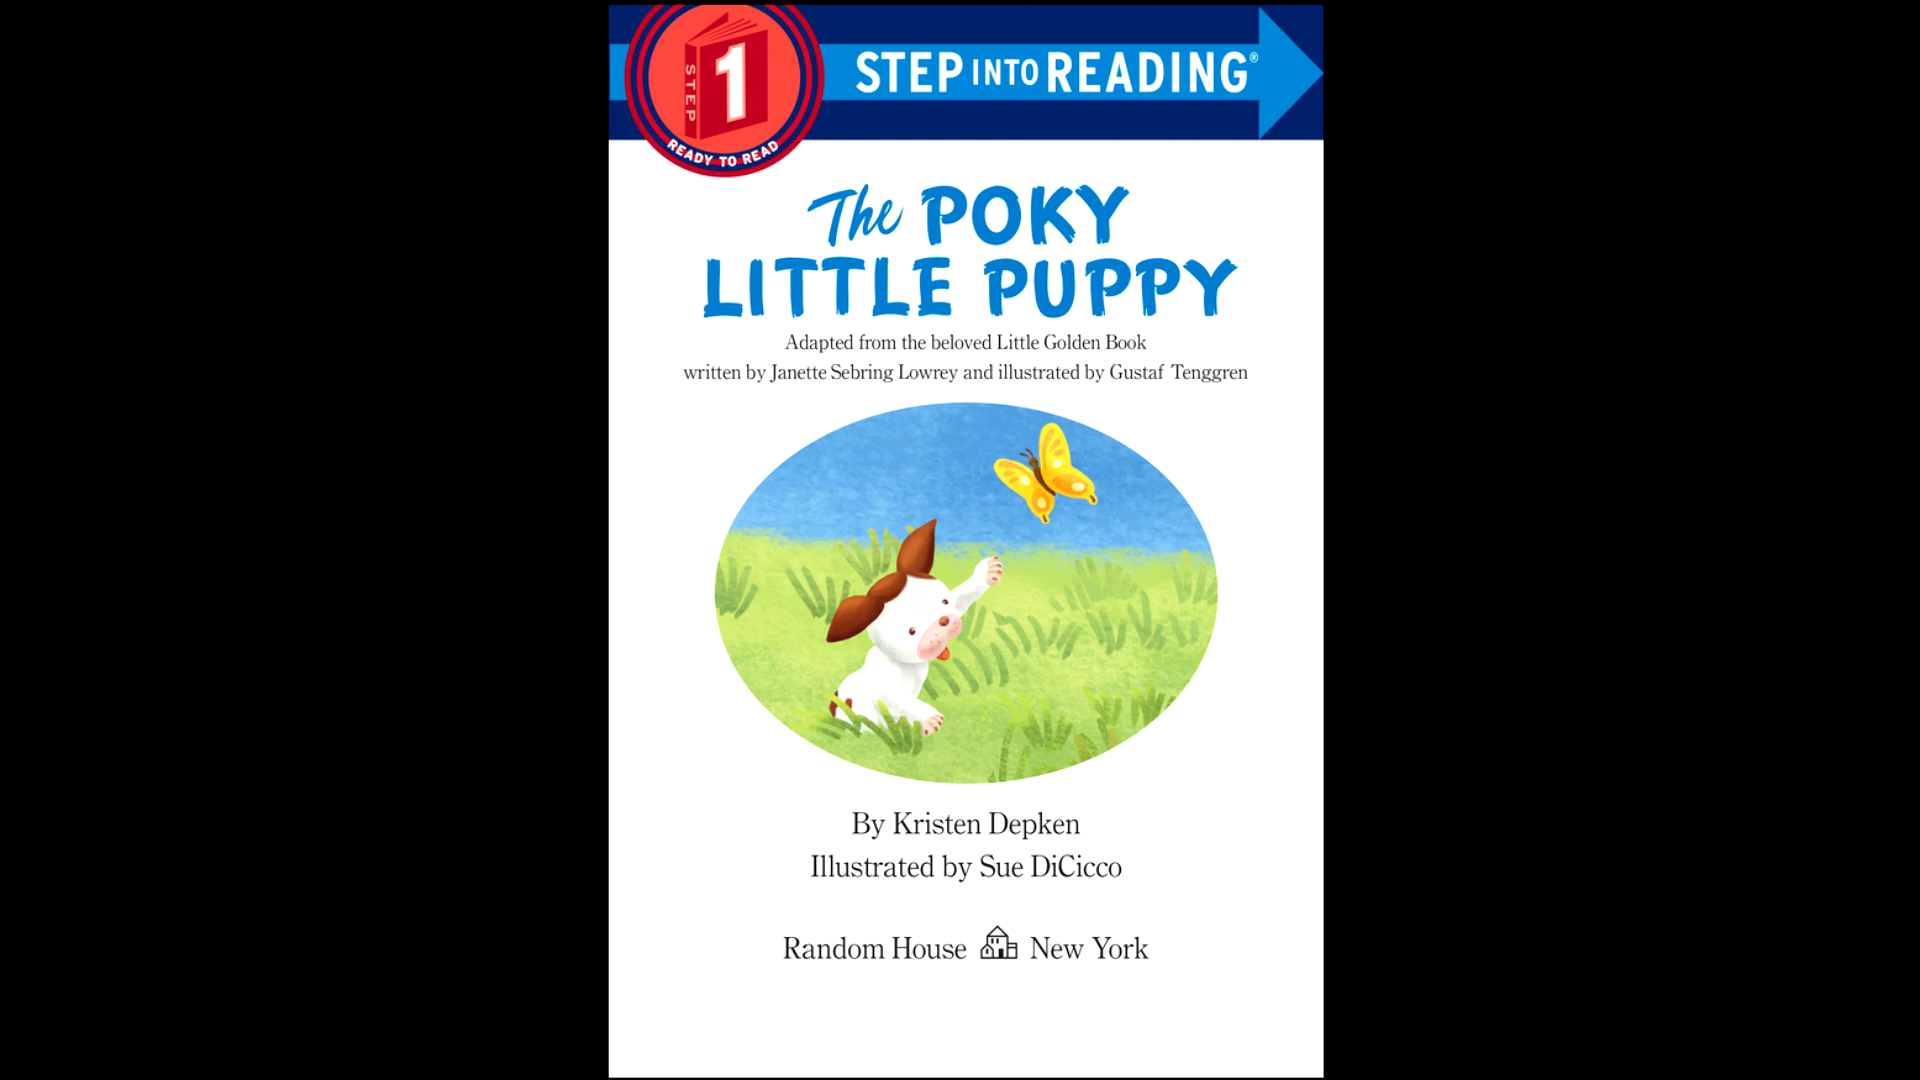 STEP 1
READY TO READ
STEP INTO READING®
The POKY
LITTLE PUPPY
Adapted from the beloved Little Golden Book
written by Janette Sebring Lowrey and illustrated by Gustaf Tenggren
By Kristen Depken
Illustrated by Sue DiCicco
Random House New York